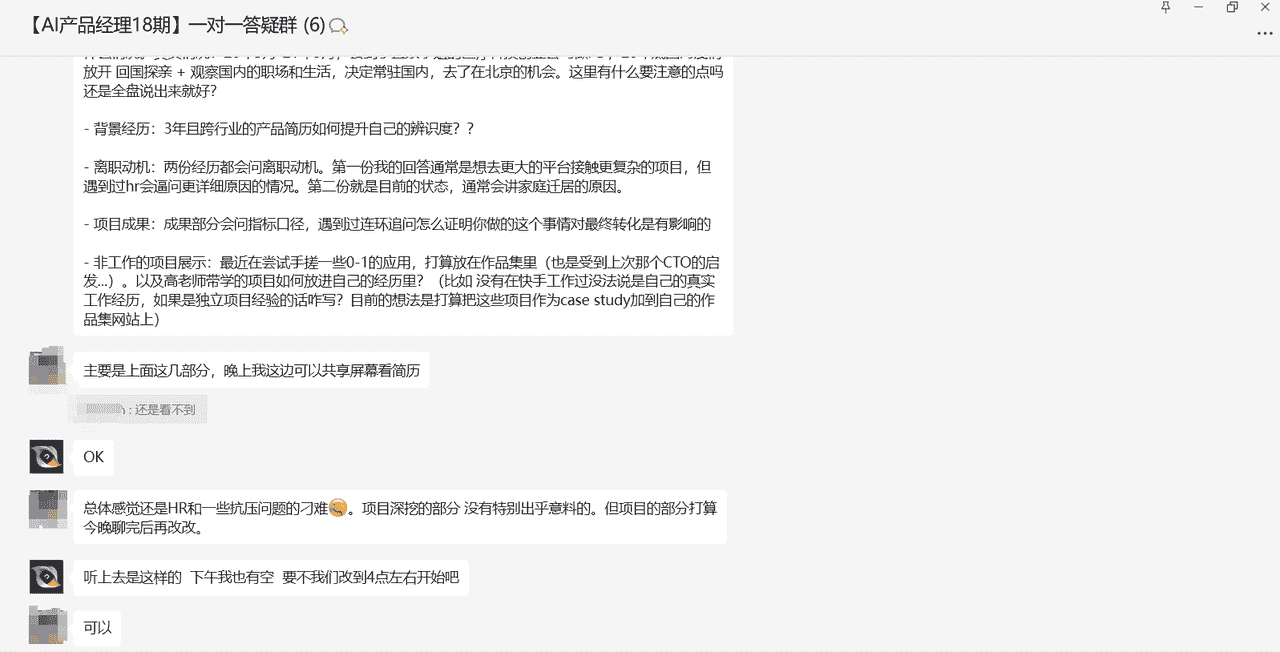 【AI产品经理18期】一对一答疑群 (6)
放开 回国探亲 + 观察国内的职场和生活，决定常驻国内，去了在北京的机会。这里有什么要注意的点吗
还是全盘说出来就好？
- 背景经历：3年且跨行业的产品简历如何提升自己的辨识度？？
- 离职动机：两份经历都会问离职动机。第一份我的回答通常是想去更大的平台接触更复杂的项目，但
遇到过hr会逼问更详细原因的情况。第二份就是目前的状态，通常会讲家庭迁居的原因。
- 项目成果：成果部分会问指标口径，遇到过连环追问怎么证明你做的这个事情对最终转化是有影响的
- 非工作的项目展示：最近在尝试手搓一些0-1的应用，打算放在作品集里（也是受到上次那个CTO的启
发...）。以及高老师带学的项目如何放进自己的经历里？（比如 没有在快手工作过没法说是自己的真实
工作经历，如果是独立项目经验的话咋写？目前的想法是打算把这些项目作为case study加到自己的作
品集网站上）
主要是上面这几部分，晚上我这边可以共享屏幕看简历
: 还是看不到
OK
总体感觉还是HR和一些抗压问题的刁难。项目深挖的部分 没有特别出乎意料的。但项目的部分打算
今晚聊完后再改改。
听上去是这样的 下午我也有空 要不我们改到4点左右开始吧
可以